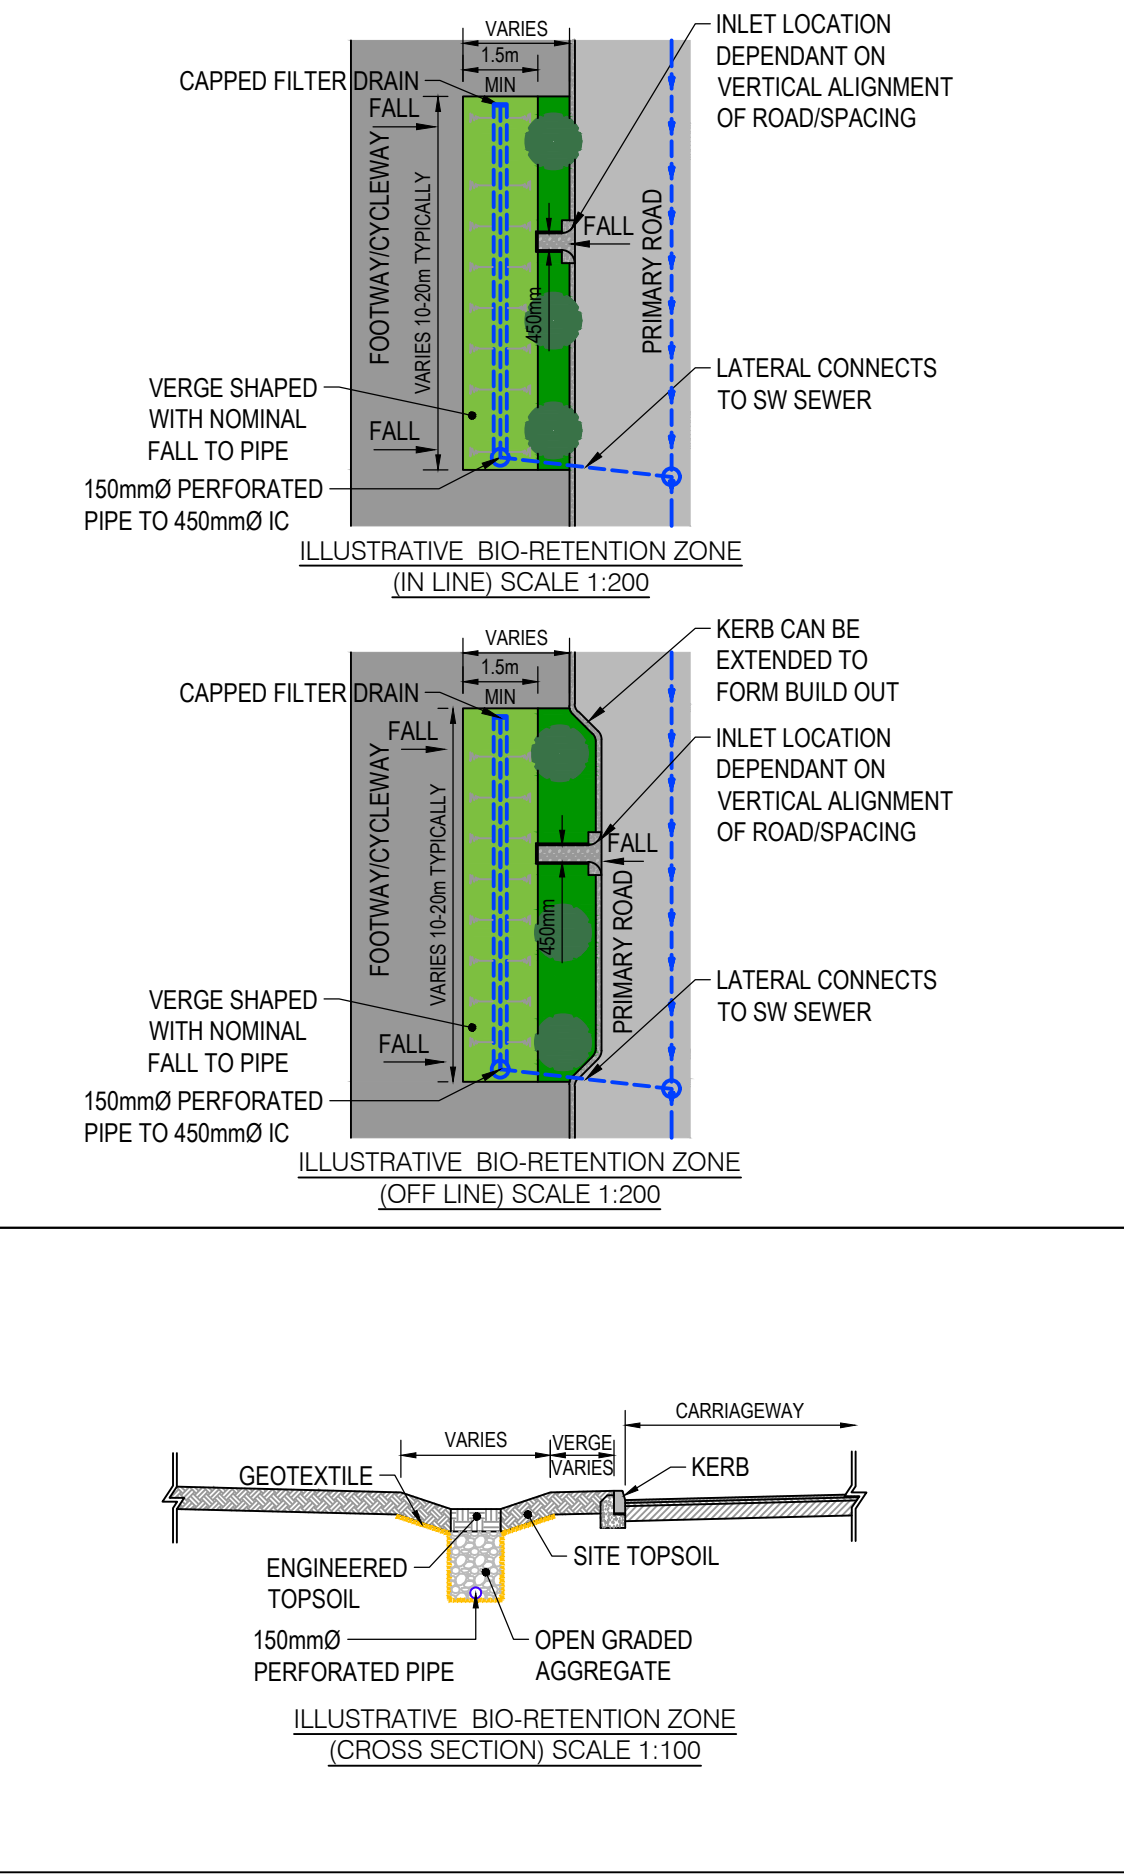 VARIES
1.5m
MIN
CAPPED FILTER DRAIN
INLET LOCATION
DEPENDANT ON
VERTICAL ALIGNMENT
OF ROAD/SPACING
FALL
FOOTWAY/CYCLEWAY
VARIES 10-20m TYPICALLY
FALL
450mm
PRIMARY ROAD
LATERAL CONNECTS
TO SW SEWER
VERGE SHAPED
WITH NOMINAL
FALL TO PIPE
FALL
150mmØ PERFORATED
PIPE TO 450mmØ IC
ILLUSTRATIVE BIO-RETENTION ZONE
(IN LINE) SCALE 1:200
VARIES
1.5m
MIN
CAPPED FILTER DRAIN
KERB CAN BE
EXTENDED TO
FORM BUILD OUT
FALL
INLET LOCATION
DEPENDANT ON
VERTICAL ALIGNMENT
OF ROAD/SPACING
FOOTWAY/CYCLEWAY
VARIES 10-20m TYPICALLY
FALL
450mm
PRIMARY ROAD
LATERAL CONNECTS
TO SW SEWER
VERGE SHAPED
WITH NOMINAL
FALL TO PIPE
FALL
150mmØ PERFORATED
PIPE TO 450mmØ IC
ILLUSTRATIVE BIO-RETENTION ZONE
(OFF LINE) SCALE 1:200
CARRIAGEWAY
VARIES
VERGE
VARIES
GEOTEXTILE
KERB
ENGINEERED
TOPSOIL
SITE TOPSOIL
150mmØ
PERFORATED PIPE
OPEN GRADED
AGGREGATE
ILLUSTRATIVE BIO-RETENTION ZONE
(CROSS SECTION) SCALE 1:100